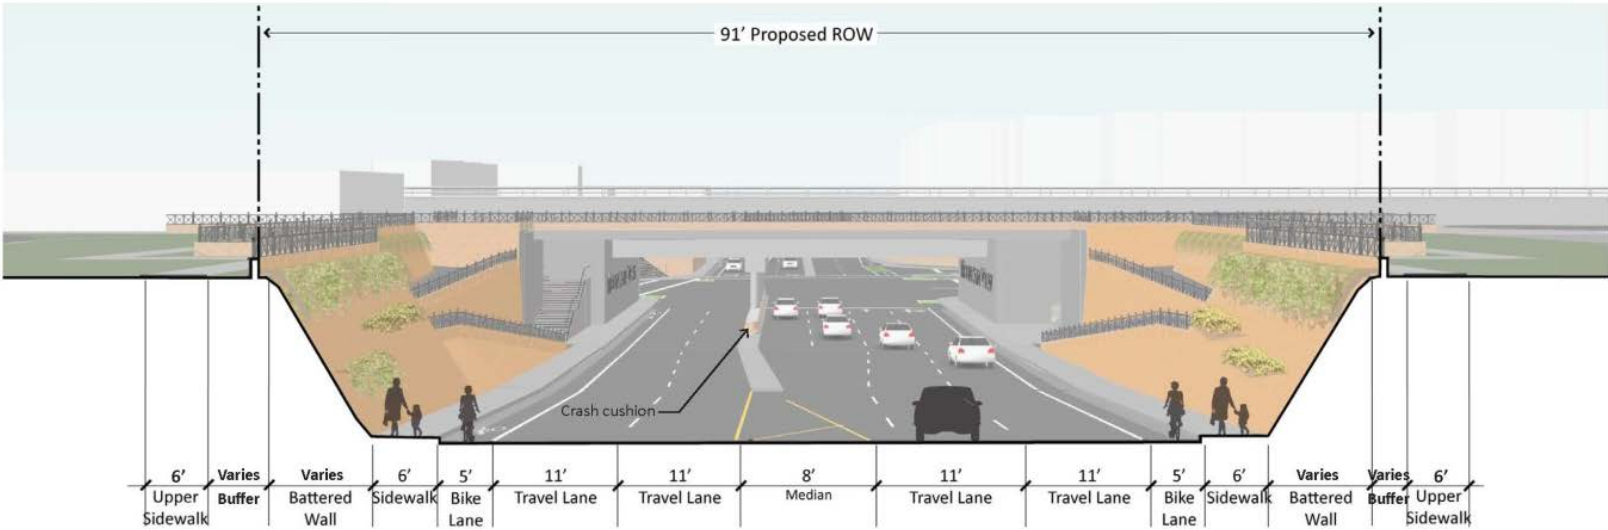 91’ Proposed ROW
Crash cushion
6’ Varies Varies 6’ 5’ 11’ 11’ 8’ 11’ 11’ 5’ 6’ Varies Varies 6’
Upper Buffer Battered Sidewalk Bike Travel Lane Travel Lane Median Travel Lane Travel Lane Bike Sidewalk Battered Buffer Upper
Sidewalk Wall Lane Lane Wall Sidewalk